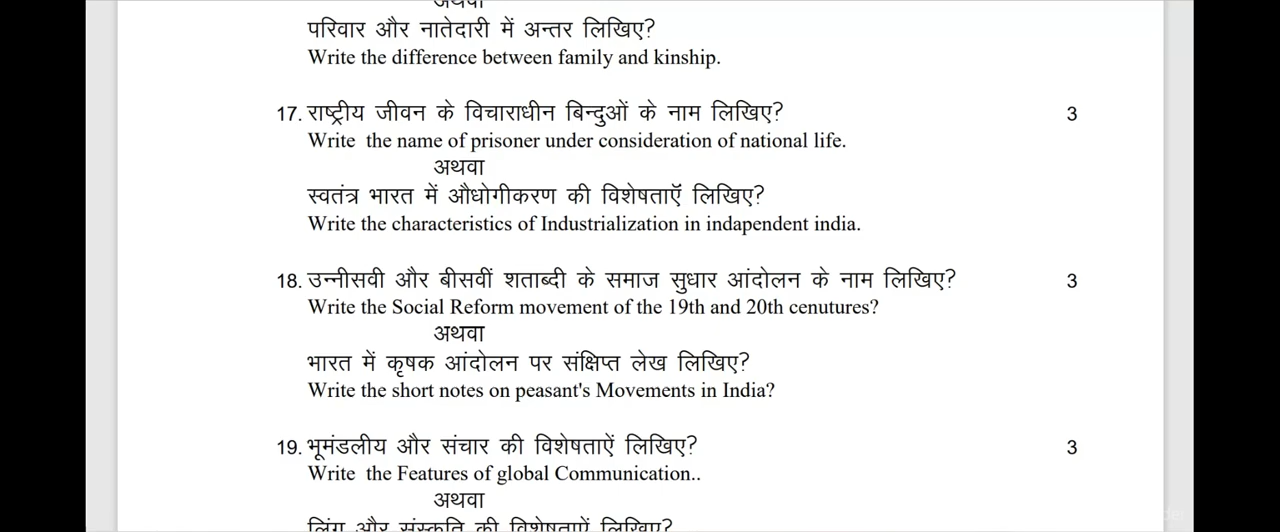 अथवा
परिवार और नातेदारी में अन्तर लिखिए?
Write the difference between family and kinship.
17. राष्ट्रीय जीवन के विचाराधीन बिन्दुओं के नाम लिखिए? 3
Write the name of prisoner under consideration of national life.
अथवा
स्वतंत्र भारत में औधोगीकरण की विशेषताऍं लिखिए?
Write the characteristics of Industrialization in indapendent india.
18. उन्नीसवी और बीसवीं शताब्दी के समाज सुधार आंदोलन के नाम लिखिए? 3
Write the Social Reform movement of the 19th and 20th cenutures?
अथवा
भारत में कृषक आंदोलन पर संक्षिप्त लेख लिखिए?
Write the short notes on peasant's Movements in India?
19. भूमंडलीय और संचार की विशेषताऐं लिखिए? 3
Write the Features of global Communication..
अथवा
लिंग और संस्कृति की विशेषताऐं लिखिए?